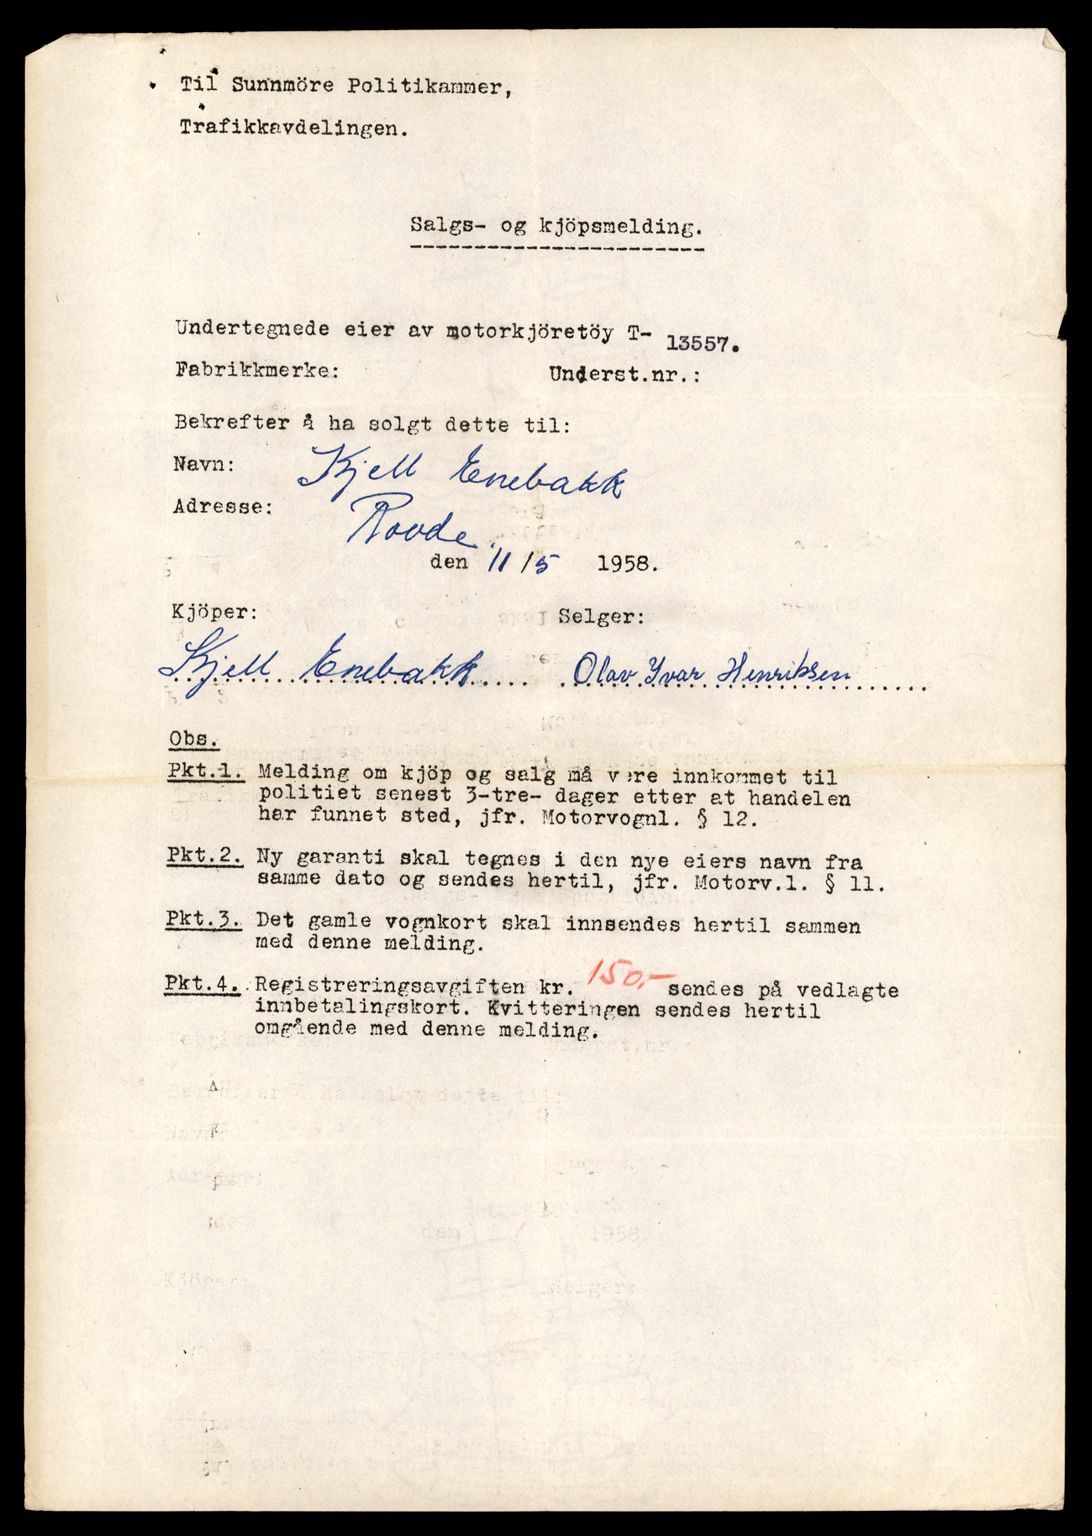 Til Sunnmöre Politikammer,
Trafikkavdelingen.
Salgs- og kjöpsmelding.
Undertegnede eier av motorkjöretöy T- 13557.
Fabrikkmerke: Underst.nr.:
Bekrefter å ha solgt dette til:
Navn: Kjell Enebakk
Adresse: Rovde
den 11/5 1958.
Kjöper: Selger:
Kjell Enebakk Olav Yvar Henriksen
Obs.
Pkt.1. Melding om kjöp og salg må være innkommet til
politiet senest 3-tre- dager etter at handelen
har funnet sted, jfr. Motorvognl. § 12.
Pkt.2. Ny garanti skal tegnes i den nye eiers navn fra
samme dato og sendes hertil, jfr. Motorv.l. § 11.
Pkt.3. Det gamle vognkort skal innsendes hertil sammen
med denne melding.
Pkt.4. Registreringsavgiften kr. 150,- sendes på vedlagte
innbetalingskort. Kvitteringen sendes hertil
omgående med denne melding.